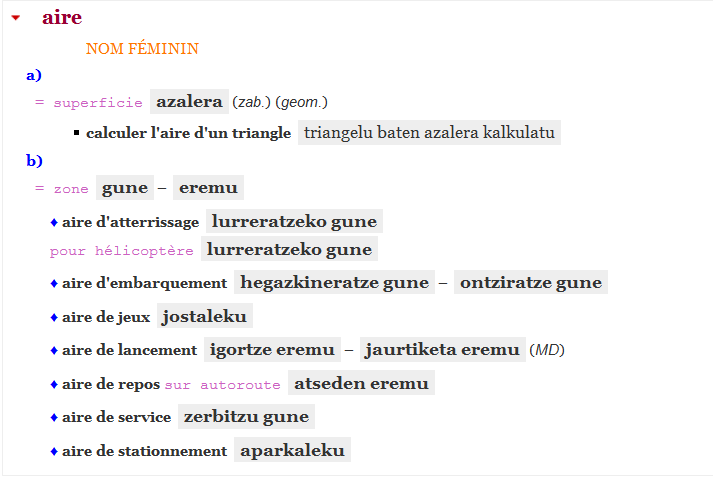 aire
NOM FÉMININ
a)
= superficie azalera (zab.) (geom.)
calculer l'aire d'un triangle triangelu baten azalera kalkulatu
b)
= zone gune – eremu
aire d'atterrissage lurreratzeko gune
pour hélicoptère lurreratzeko gune
aire d'embarquement hegazkineratze gune – ontziratze gune
aire de jeux jostaleku
aire de lancement igortze eremu – jaurtiketa eremu (MD)
aire de repos sur autoroute atseden eremu
aire de service zerbitzu gune
aire de stationnement aparkaleku